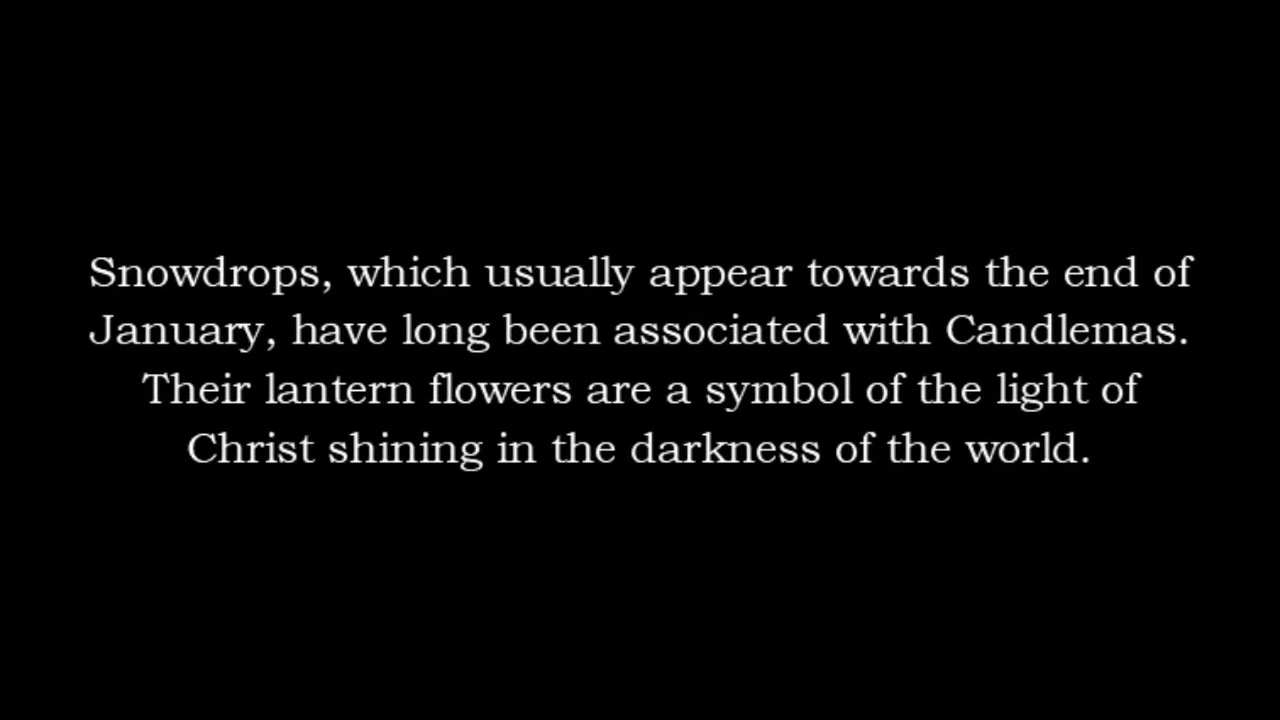 Snowdrops, which usually appear towards the end of
January, have long been associated with Candlemas.
Their lantern flowers are a symbol of the light of
Christ shining in the darkness of the world.